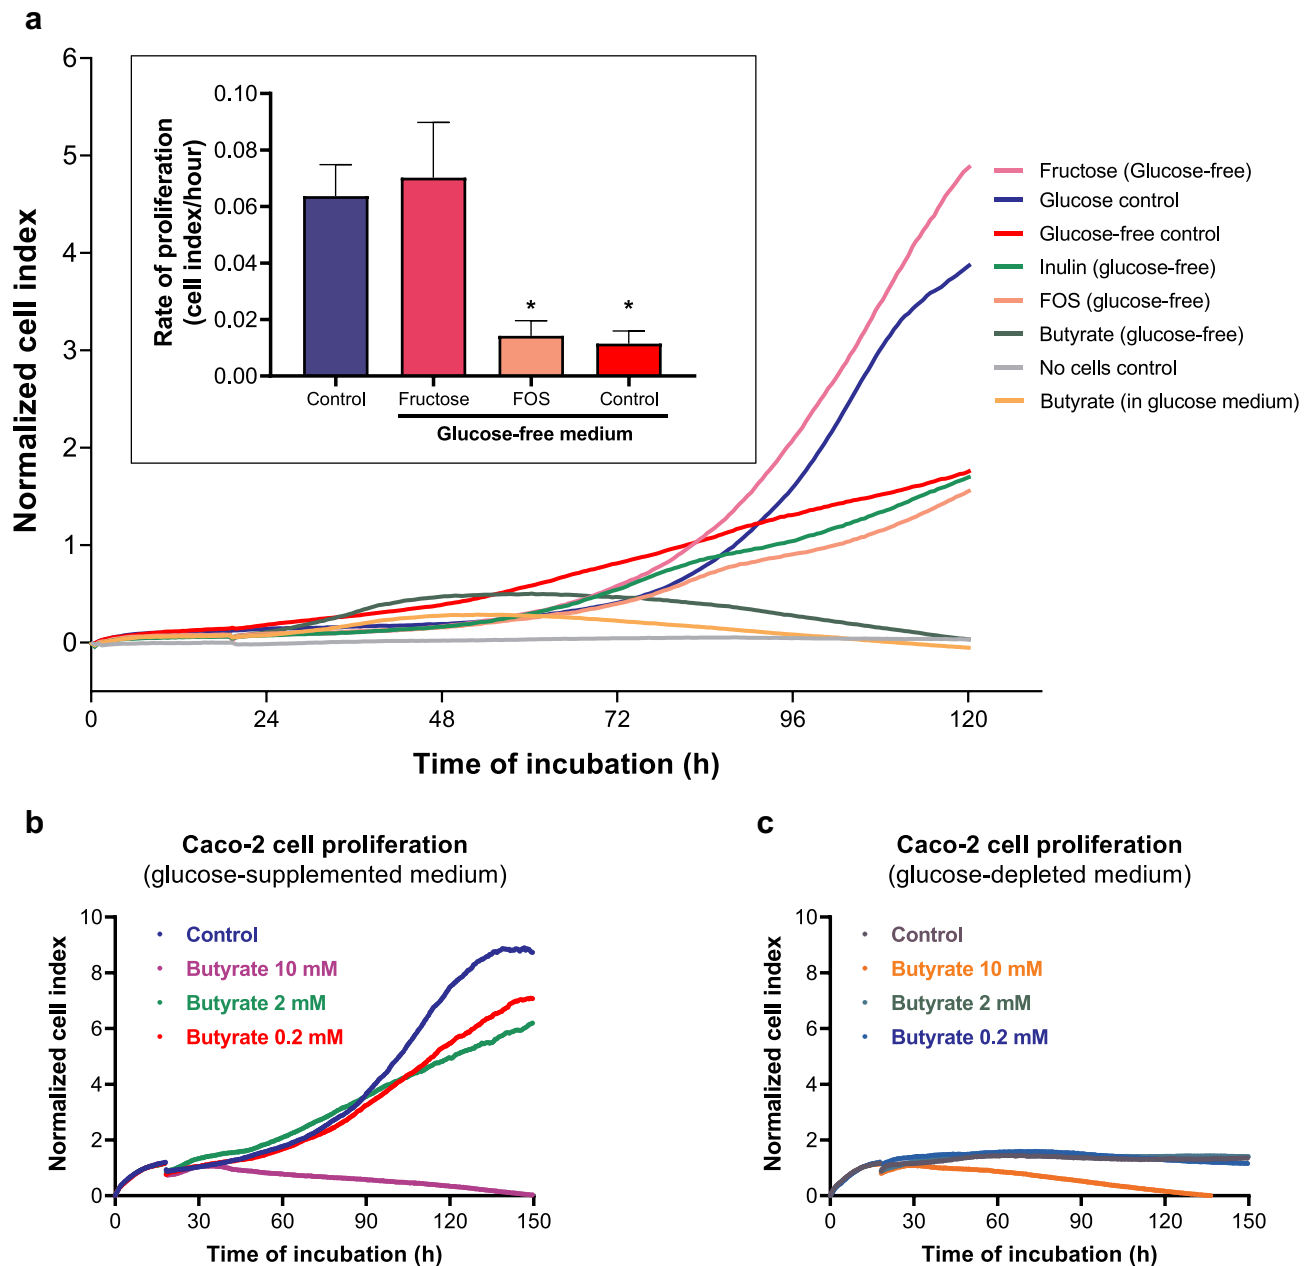 a
6
5
4
3
2
1
0
Normalized cell index
0.10
0.08
0.06
0.04
0.02
0.00
Rate of proliferation
(cell index/hour)
* *
Control Fructose FOS Control
Glucose-free medium
Fructose (Glucose-free)
Glucose control
Glucose-free control
Inulin (glucose-free)
FOS (glucose-free)
Butyrate (glucose-free)
No cells control
Butyrate (in glucose medium)
0 24 48 72 96 120
Time of incubation (h)
b
Caco-2 cell proliferation
(glucose-supplemented medium)
10
8
6
4
2
0
Normalized cell index
Control
Butyrate 10 mM
Butyrate 2 mM
Butyrate 0.2 mM
0 30 60 90 120 150
Time of incubation (h)
c
Caco-2 cell proliferation
(glucose-depleted medium)
10
8
6
4
2
0
Normalized cell index
Control
Butyrate 10 mM
Butyrate 2 mM
Butyrate 0.2 mM
0 30 60 90 120 150
Time of incubation (h)